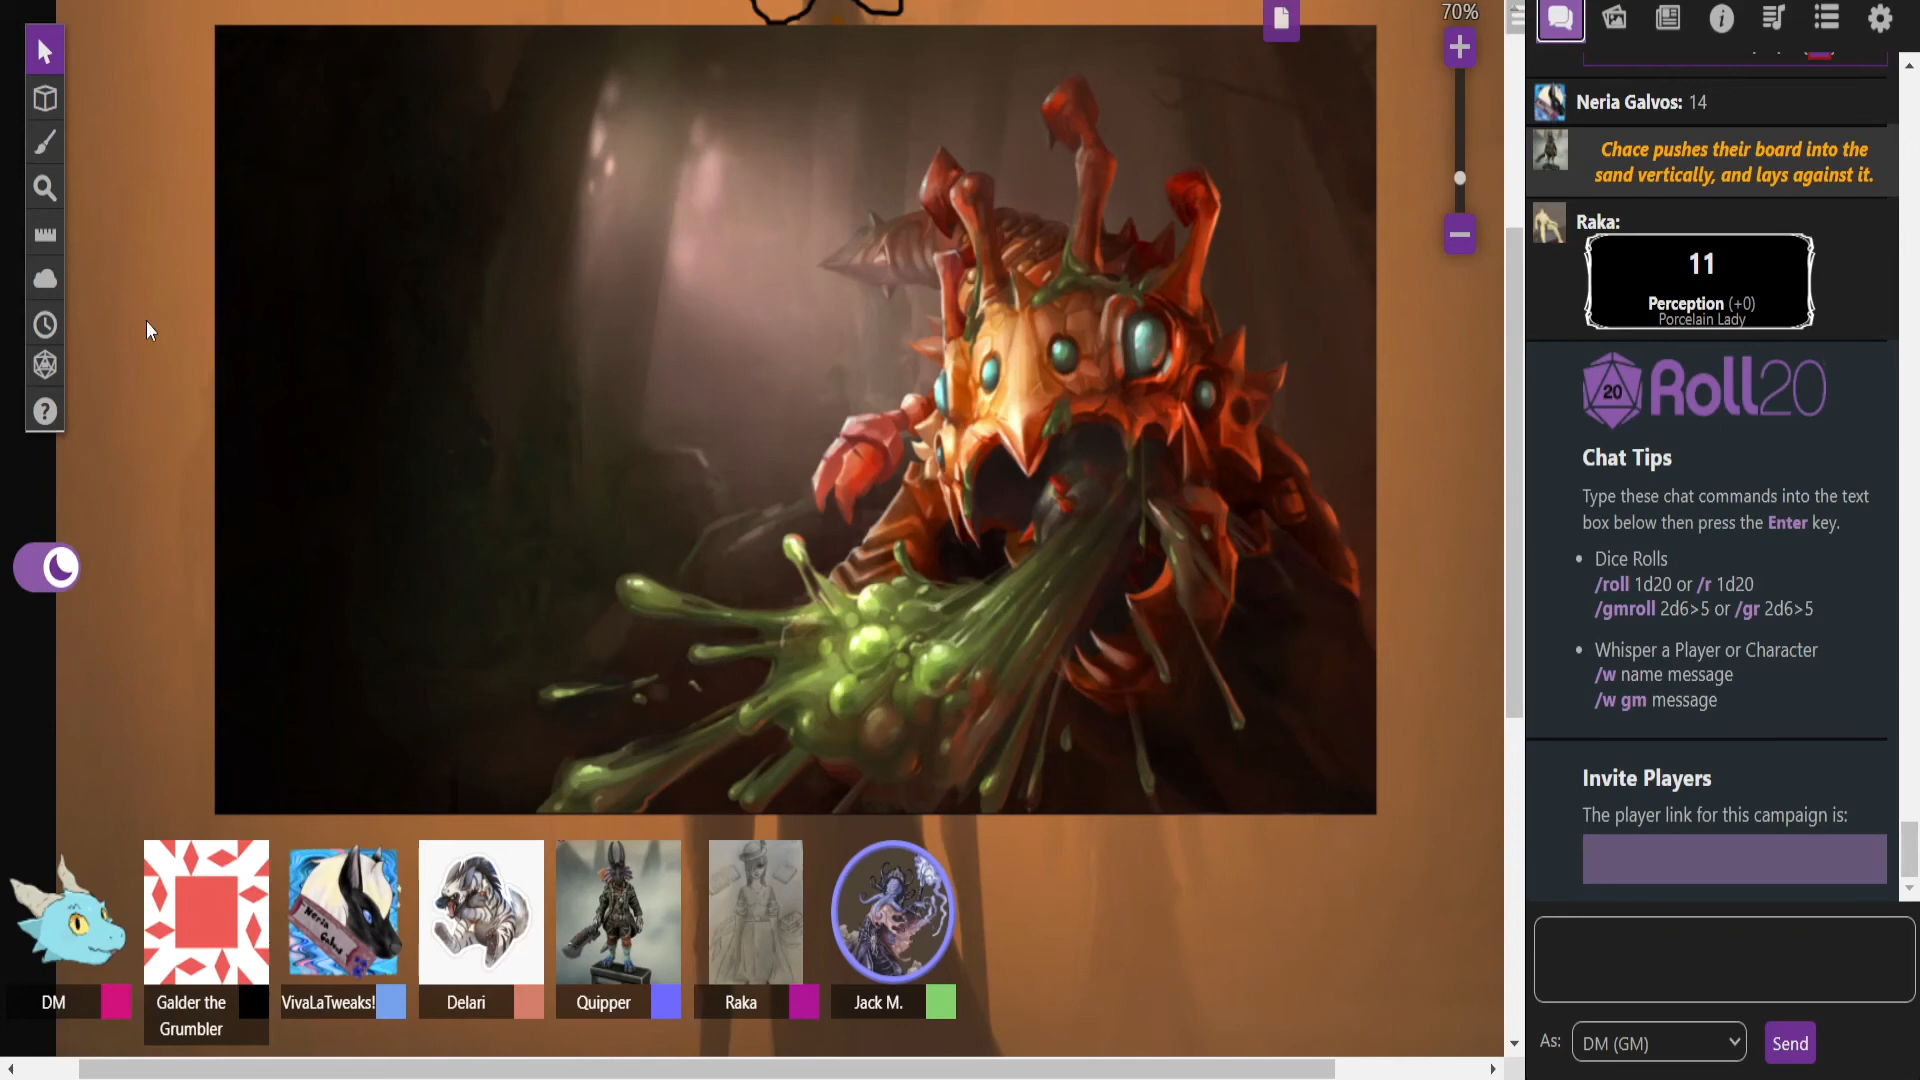 70%
Neria Galvos: 14
Chace pushes their board into the
sand vertically, and lays against it.
Raka:
11
Perception (+0)
Porcelain Lady
20
Roll20
Chat Tips
Type these chat commands into the text
box below then press the Enter key.
Dice Rolls
/roll 1d20 or /r 1d20
/gmroll 2d6>5 or /gr 2d6>5
Whisper a Player or Character
/w name message
/w gm message
Invite Players
The player link for this campaign is:
Neria
Galvos
DM
Galder the
Grumbler
VivaLaTweaks!
Delari
Quipper
Raka
Jack M.
As:
DM (GM)
Send